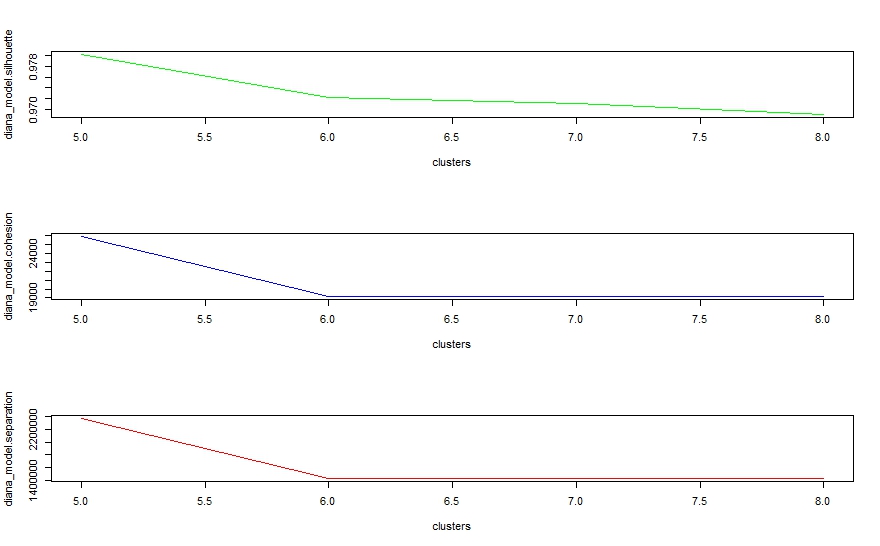 diana_model.silhouette
0.970 0.978
5.0 5.5 6.0 6.5 7.0 7.5 8.0
clusters
diana_model.cohesion
19000 24000
5.0 5.5 6.0 6.5 7.0 7.5 8.0
clusters
diana_model.separation
1400000 2200000
5.0 5.5 6.0 6.5 7.0 7.5 8.0
clusters